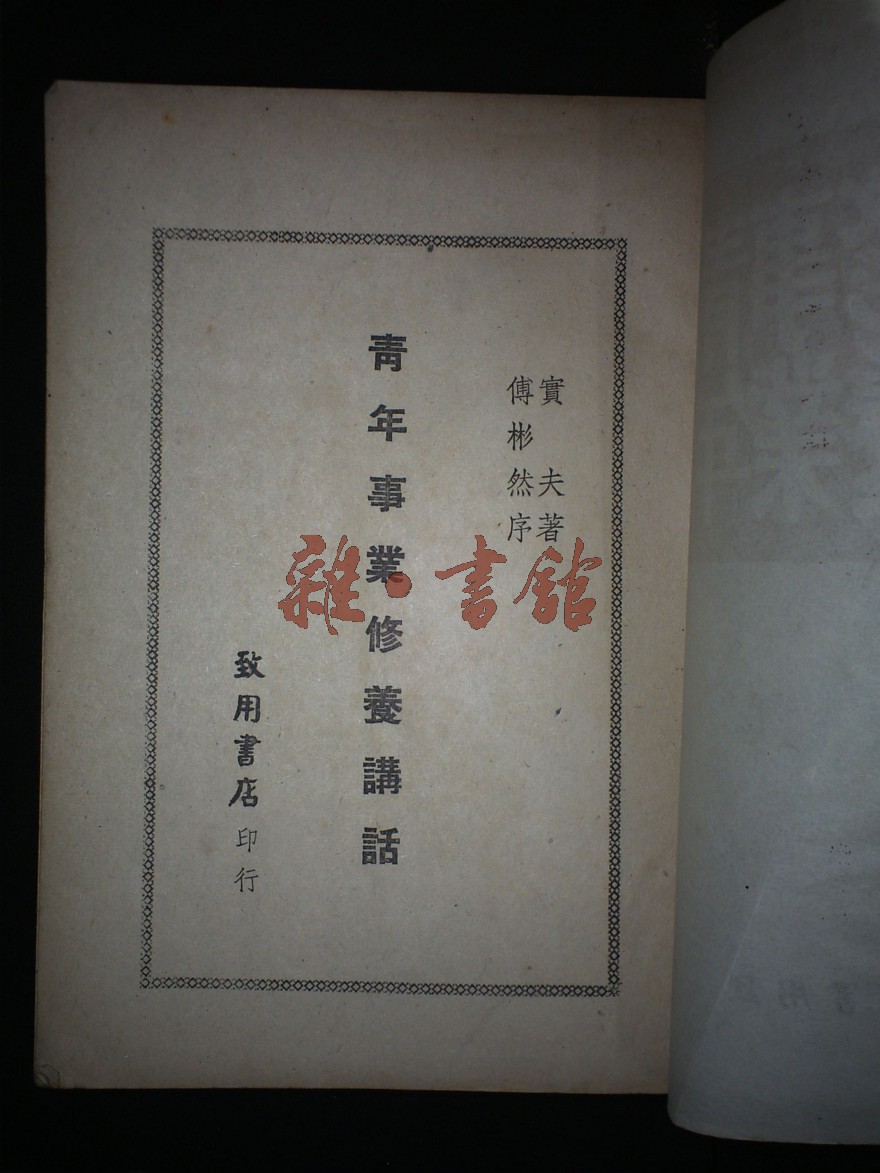 實夫著
傅彬然序
青年事業修養講話
致用書店印行
雜·書館